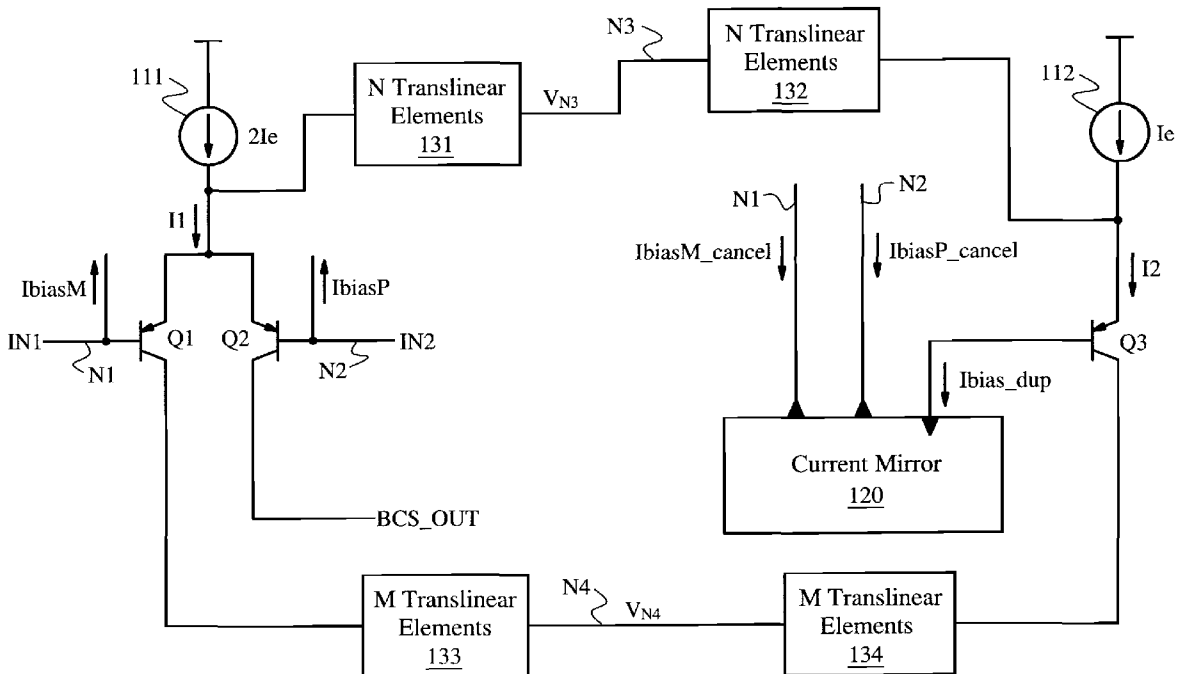 N3
N Translinear
Elements
132
111
N Translinear
Elements
131
VN3
112
2Ie
Ie
N1
N2
I1
IbiasM_cancel
IbiasP_cancel
I2
IbiasM
IbiasP
IN1
Q1
Q2
IN2
Q3
N1
N2
Ibias_dup
Current Mirror
120
BCS_OUT
M Translinear
Elements
133
N4
VN4
M Translinear
Elements
134